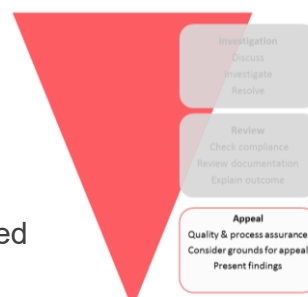 Investigation
Discuss
Investigate
Resolve
Review
Check compliance
Review documentation
Explain outcome
ed
Appeal
Quality & process assurance
Consider grounds for appeal
Present findings